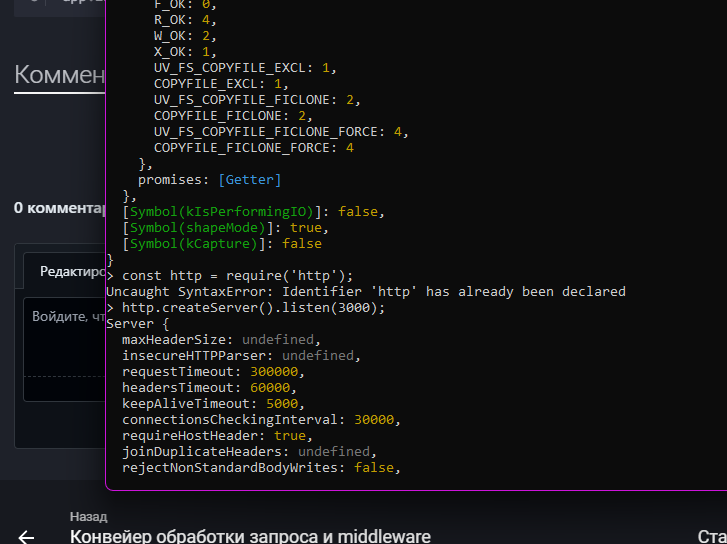 Коммен
0 коммента
Редактиро
Войдите, чт
F_OK: 0,
R_OK: 4,
W_OK: 2,
X_OK: 1,
UV_FS_COPYFILE_EXCL: 1,
COPYFILE_EXCL: 1,
UV_FS_COPYFILE_FICLONE: 2,
COPYFILE_FICLONE: 2,
UV_FS_COPYFILE_FICLONE_FORCE: 4,
COPYFILE_FICLONE_FORCE: 4
},
promises: [Getter]
},
[Symbol(kIsPerformingIO)]: false,
[Symbol(shapeMode)]: true,
[Symbol(kCapture)]: false
}
> const http = require('http');
Uncaught SyntaxError: Identifier 'http' has already been declared
> http.createServer().listen(3000);
Server {
maxHeaderSize: undefined,
insecureHTTPParser: undefined,
requestTimeout: 300000,
headersTimeout: 60000,
keepAliveTimeout: 5000,
connectionsCheckingInterval: 30000,
requireHostHeader: true,
joinDuplicateHeaders: undefined,
rejectNonStandardBodyWrites: false,
Назад
Конвейер обработки запроса и middleware
Ста